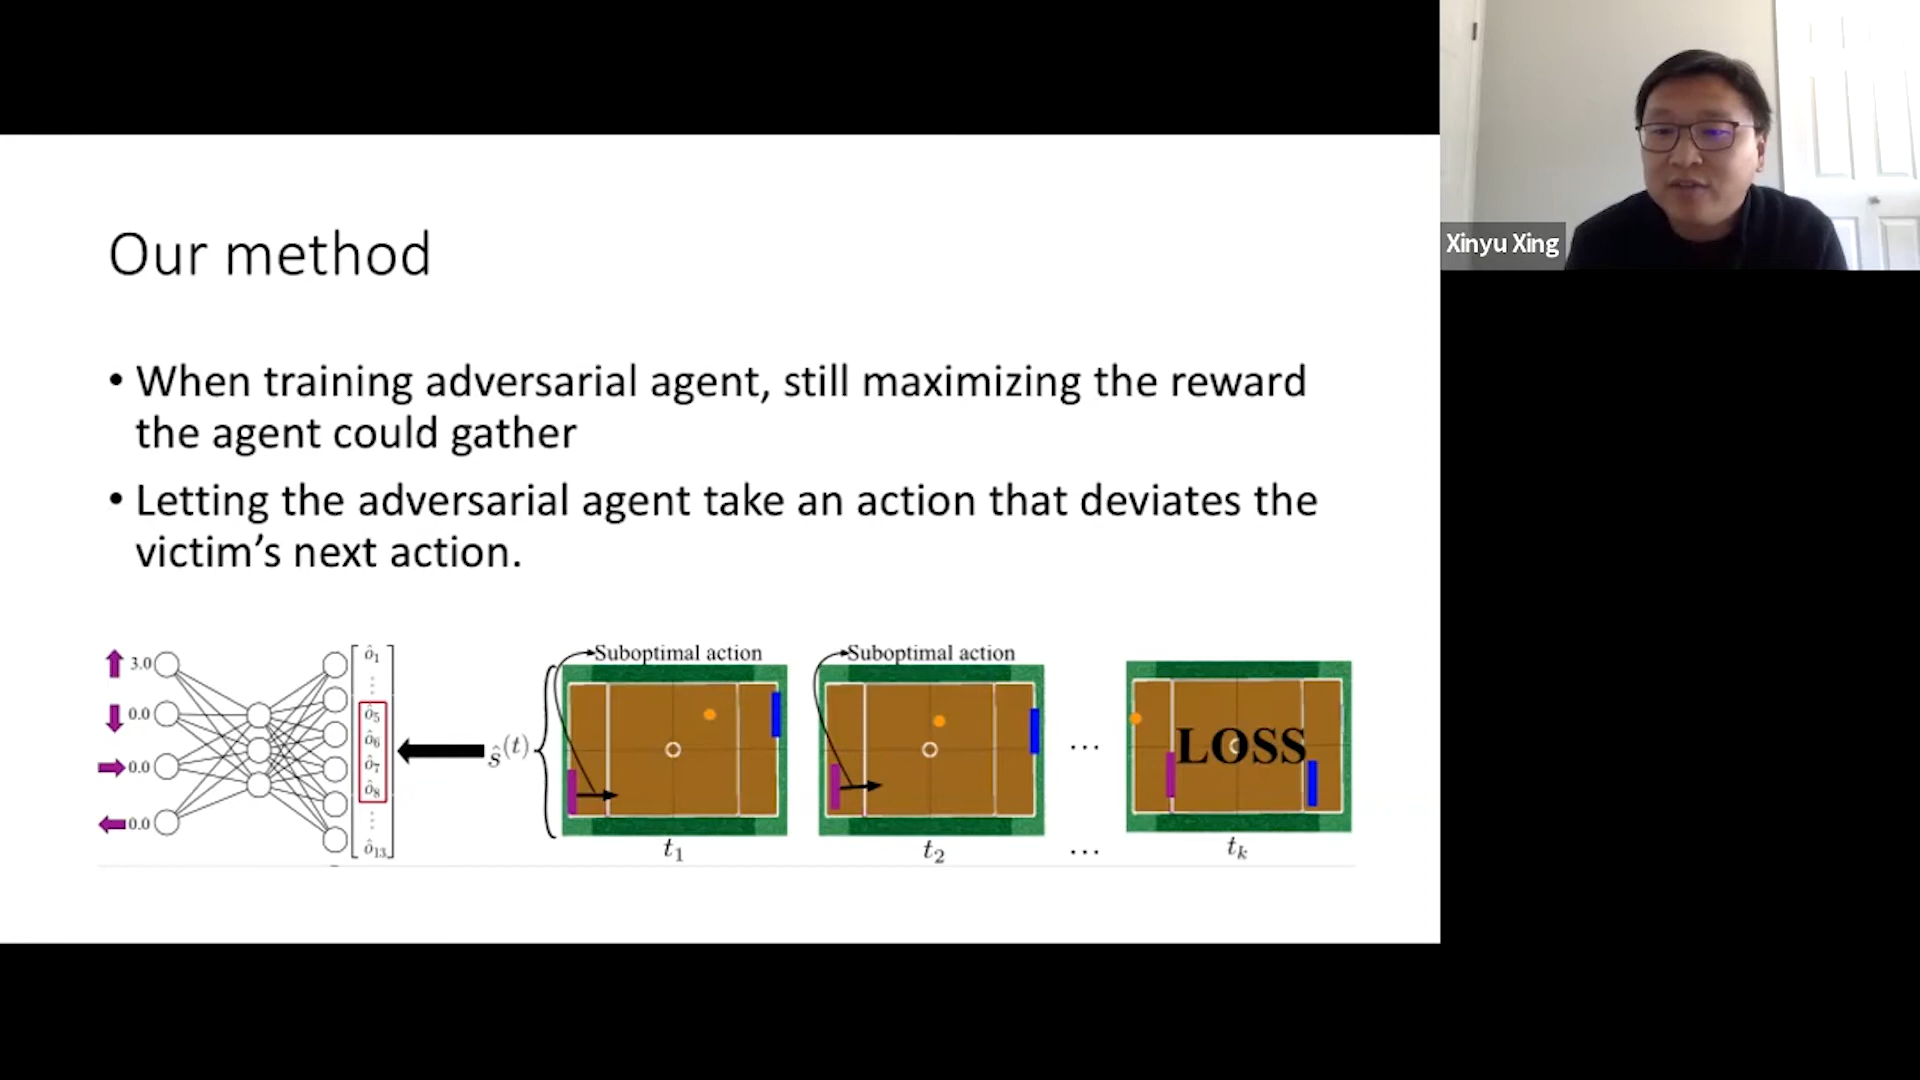 Xinyu Xing
Our method
• When training adversarial agent, still maximizing the reward
the agent could gather
• Letting the adversarial agent take an action that deviates the
victim's next action.
3.0
0.0
0.0
0.0
ô₁
⋮
ô₅
ô₆
ô₇
ô₈
⋮
ô₁₃
ŝ⁽ᵗ⁾
Suboptimal action
Suboptimal action
...
LOSS
t₁
t₂
...
tₖ